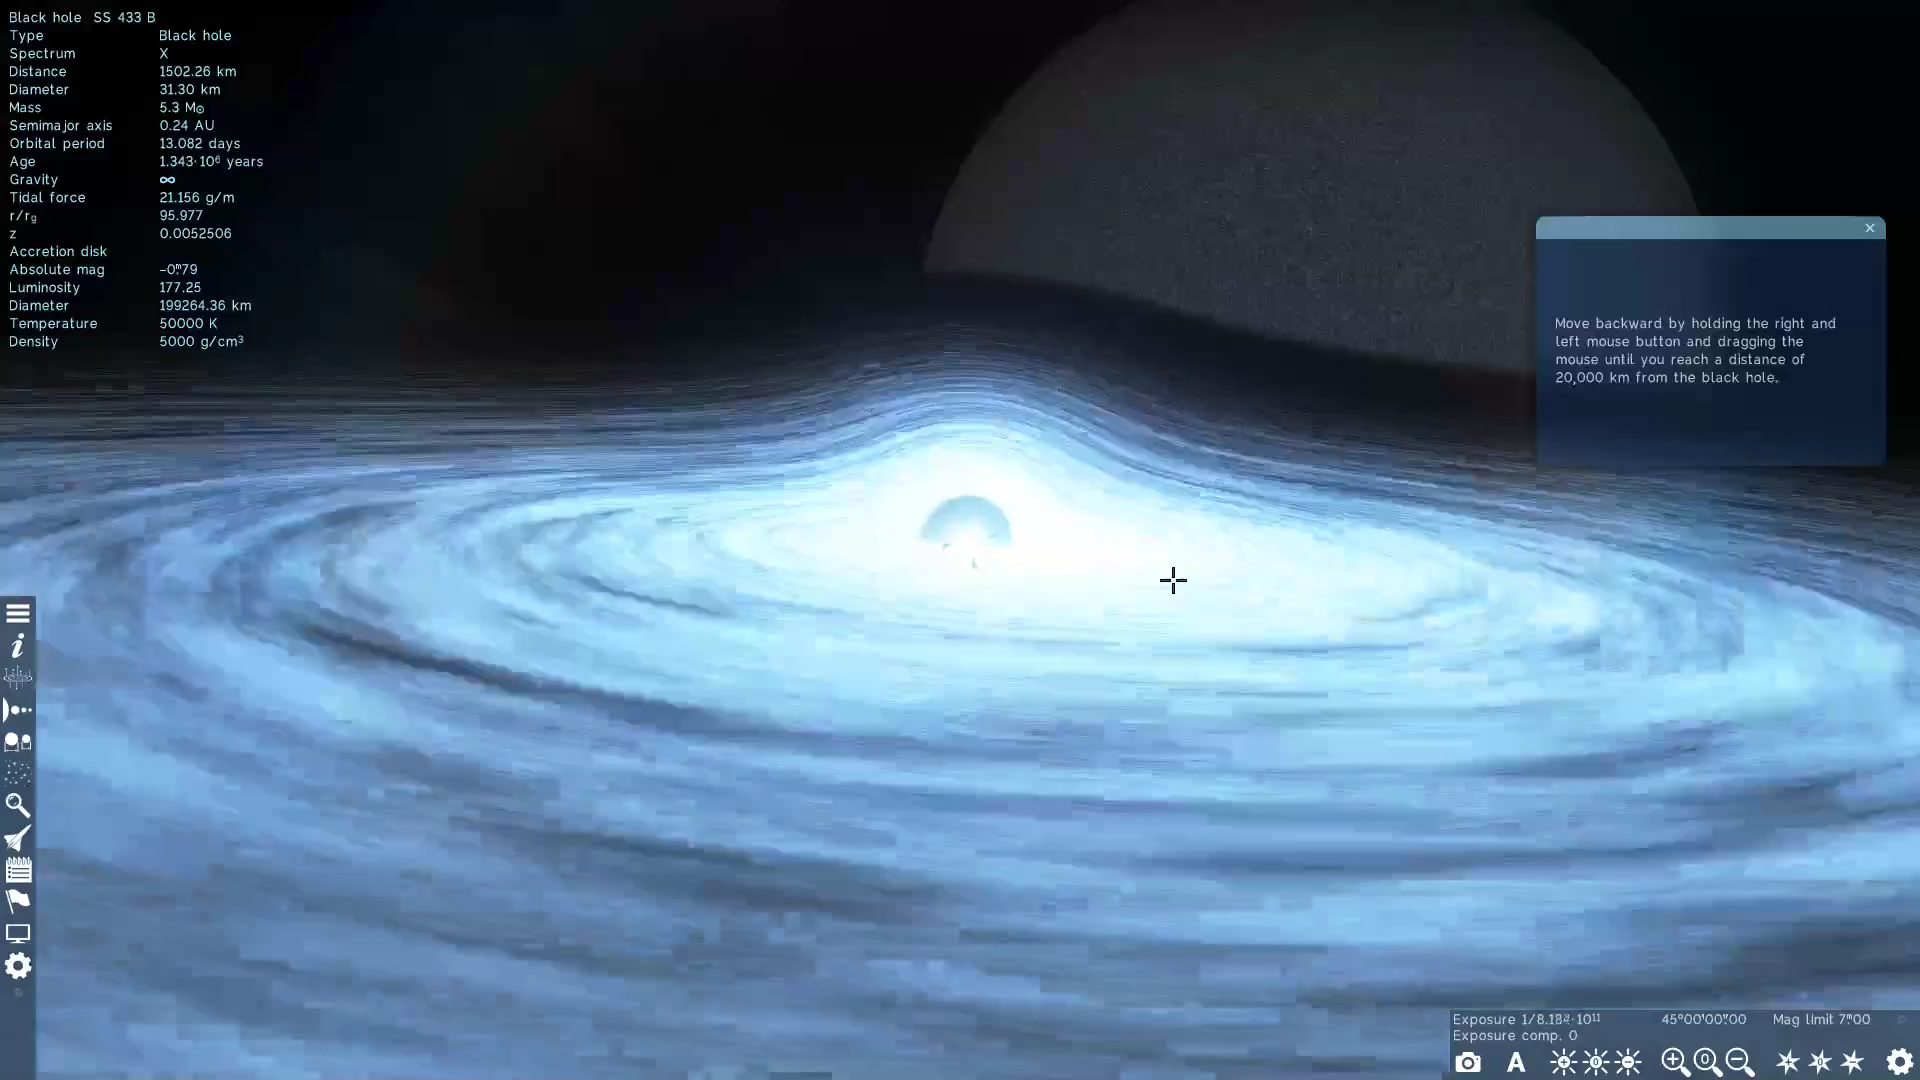 Black hole SS 433 B
Type Black hole
Spectrum X
Distance 1502.26 km
Diameter 31.30 km
Mass 5.3 M☉
Semimajor axis 0.24 AU
Orbital period 13.082 days
Age 1.343·10⁶ years
Gravity ∞
Tidal force 21.156 g/m
r/rg 95.977
z 0.0052506
Accretion disk
Absolute mag −0ᵐ79
Luminosity 177.25
Diameter 199264.36 km
Temperature 50000 K
Density 5000 g/cm³
Move backward by holding the right and
left mouse button and dragging the
mouse until you reach a distance of
20,000 km from the black hole.
Exposure 1/8.184·10¹¹ 45°00'00"00 Mag limit 7ᵐ00
Exposure comp. 0
A